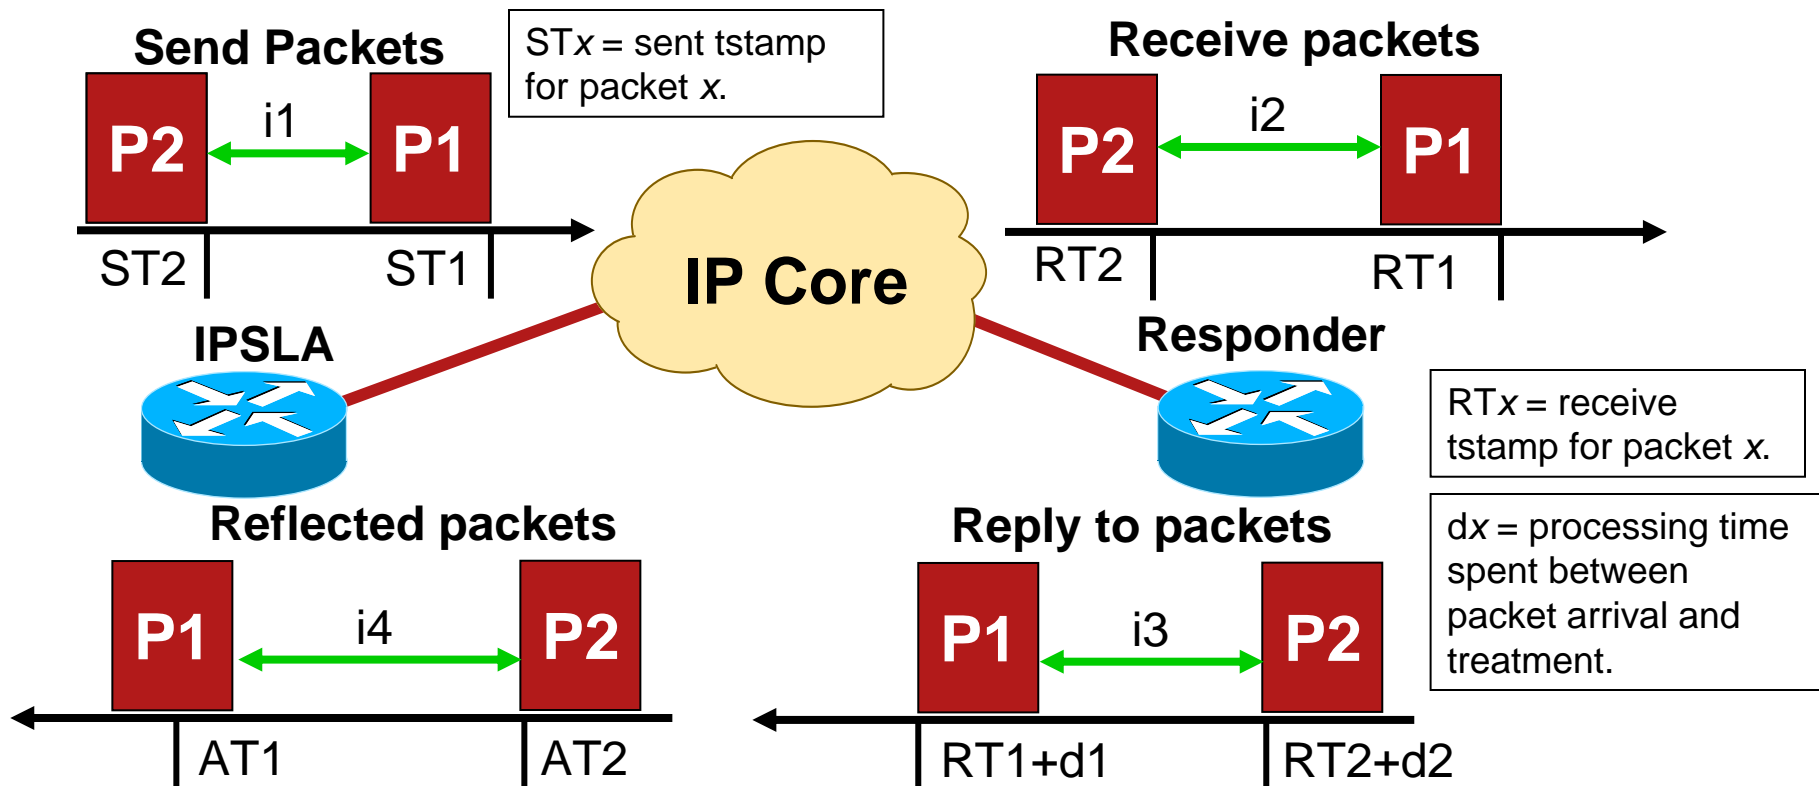 Send Packets
STx = sent tstamp
for packet x.
Receive packets
P2
i1
P1
P2
i2
P1
ST2
ST1
IP Core
RT2
RT1
IPSLA
Responder
RTx = receive
tstamp for packet x.
Reflected packets
Reply to packets
dx = processing time
spent between
packet arrival and
treatment.
P1
i4
P2
P1
i3
P2
AT1
AT2
RT1+d1
RT2+d2